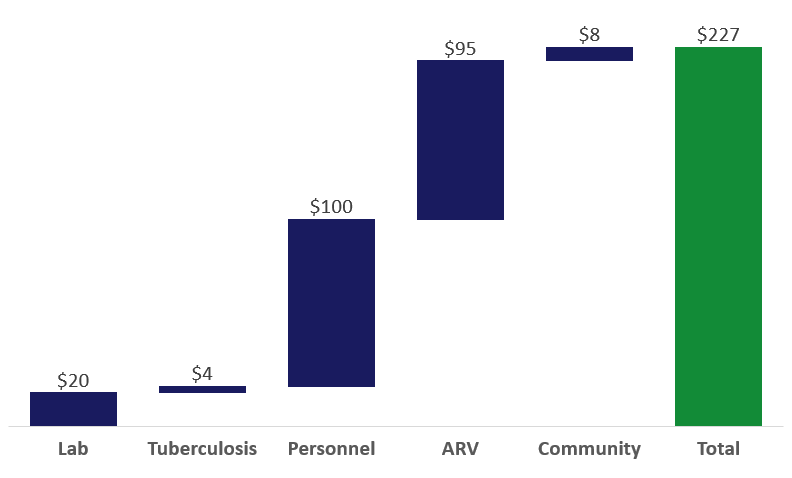 $20
$4
$100
$95
$8
$227
Lab
Tuberculosis
Personnel
ARV
Community
Total